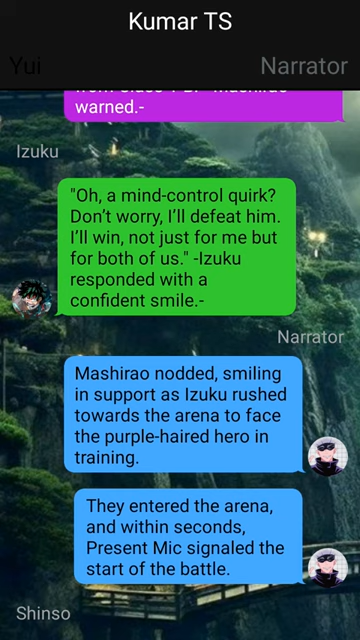 Kumar TS
Yui
Narrator
warned.-
Izuku
"Oh, a mind-control quirk?
Don't worry, I'll defeat him.
I'll win, not just for me but
for both of us." -Izuku
responded with a
confident smile.-
Narrator
Mashirao nodded, smiling
in support as Izuku rushed
towards the arena to face
the purple-haired hero in
training.
They entered the arena,
and within seconds,
Present Mic signaled the
start of the battle.
Shinso